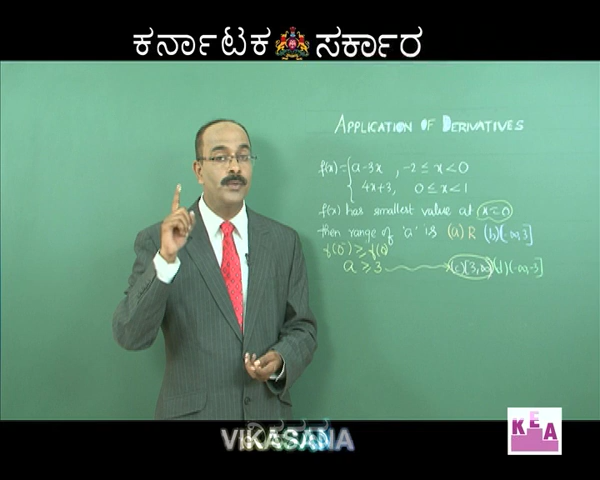 ಕರ್ನಾಟಕ ಸರ್ಕಾರ
APPLICATION OF DERIVATIVES
f(x) = { a-3x, -2 ≤ x < 0
4x+3, 0 ≤ x < 1
f(x) has smallest value at x=0
then range of 'a' is (a) R (b) (-∞, 3]
f(0⁻) ≥ f(0)
a ≥ 3 (c) [3, ∞) (d) (-∞, -3]
VIKASANA
KEA